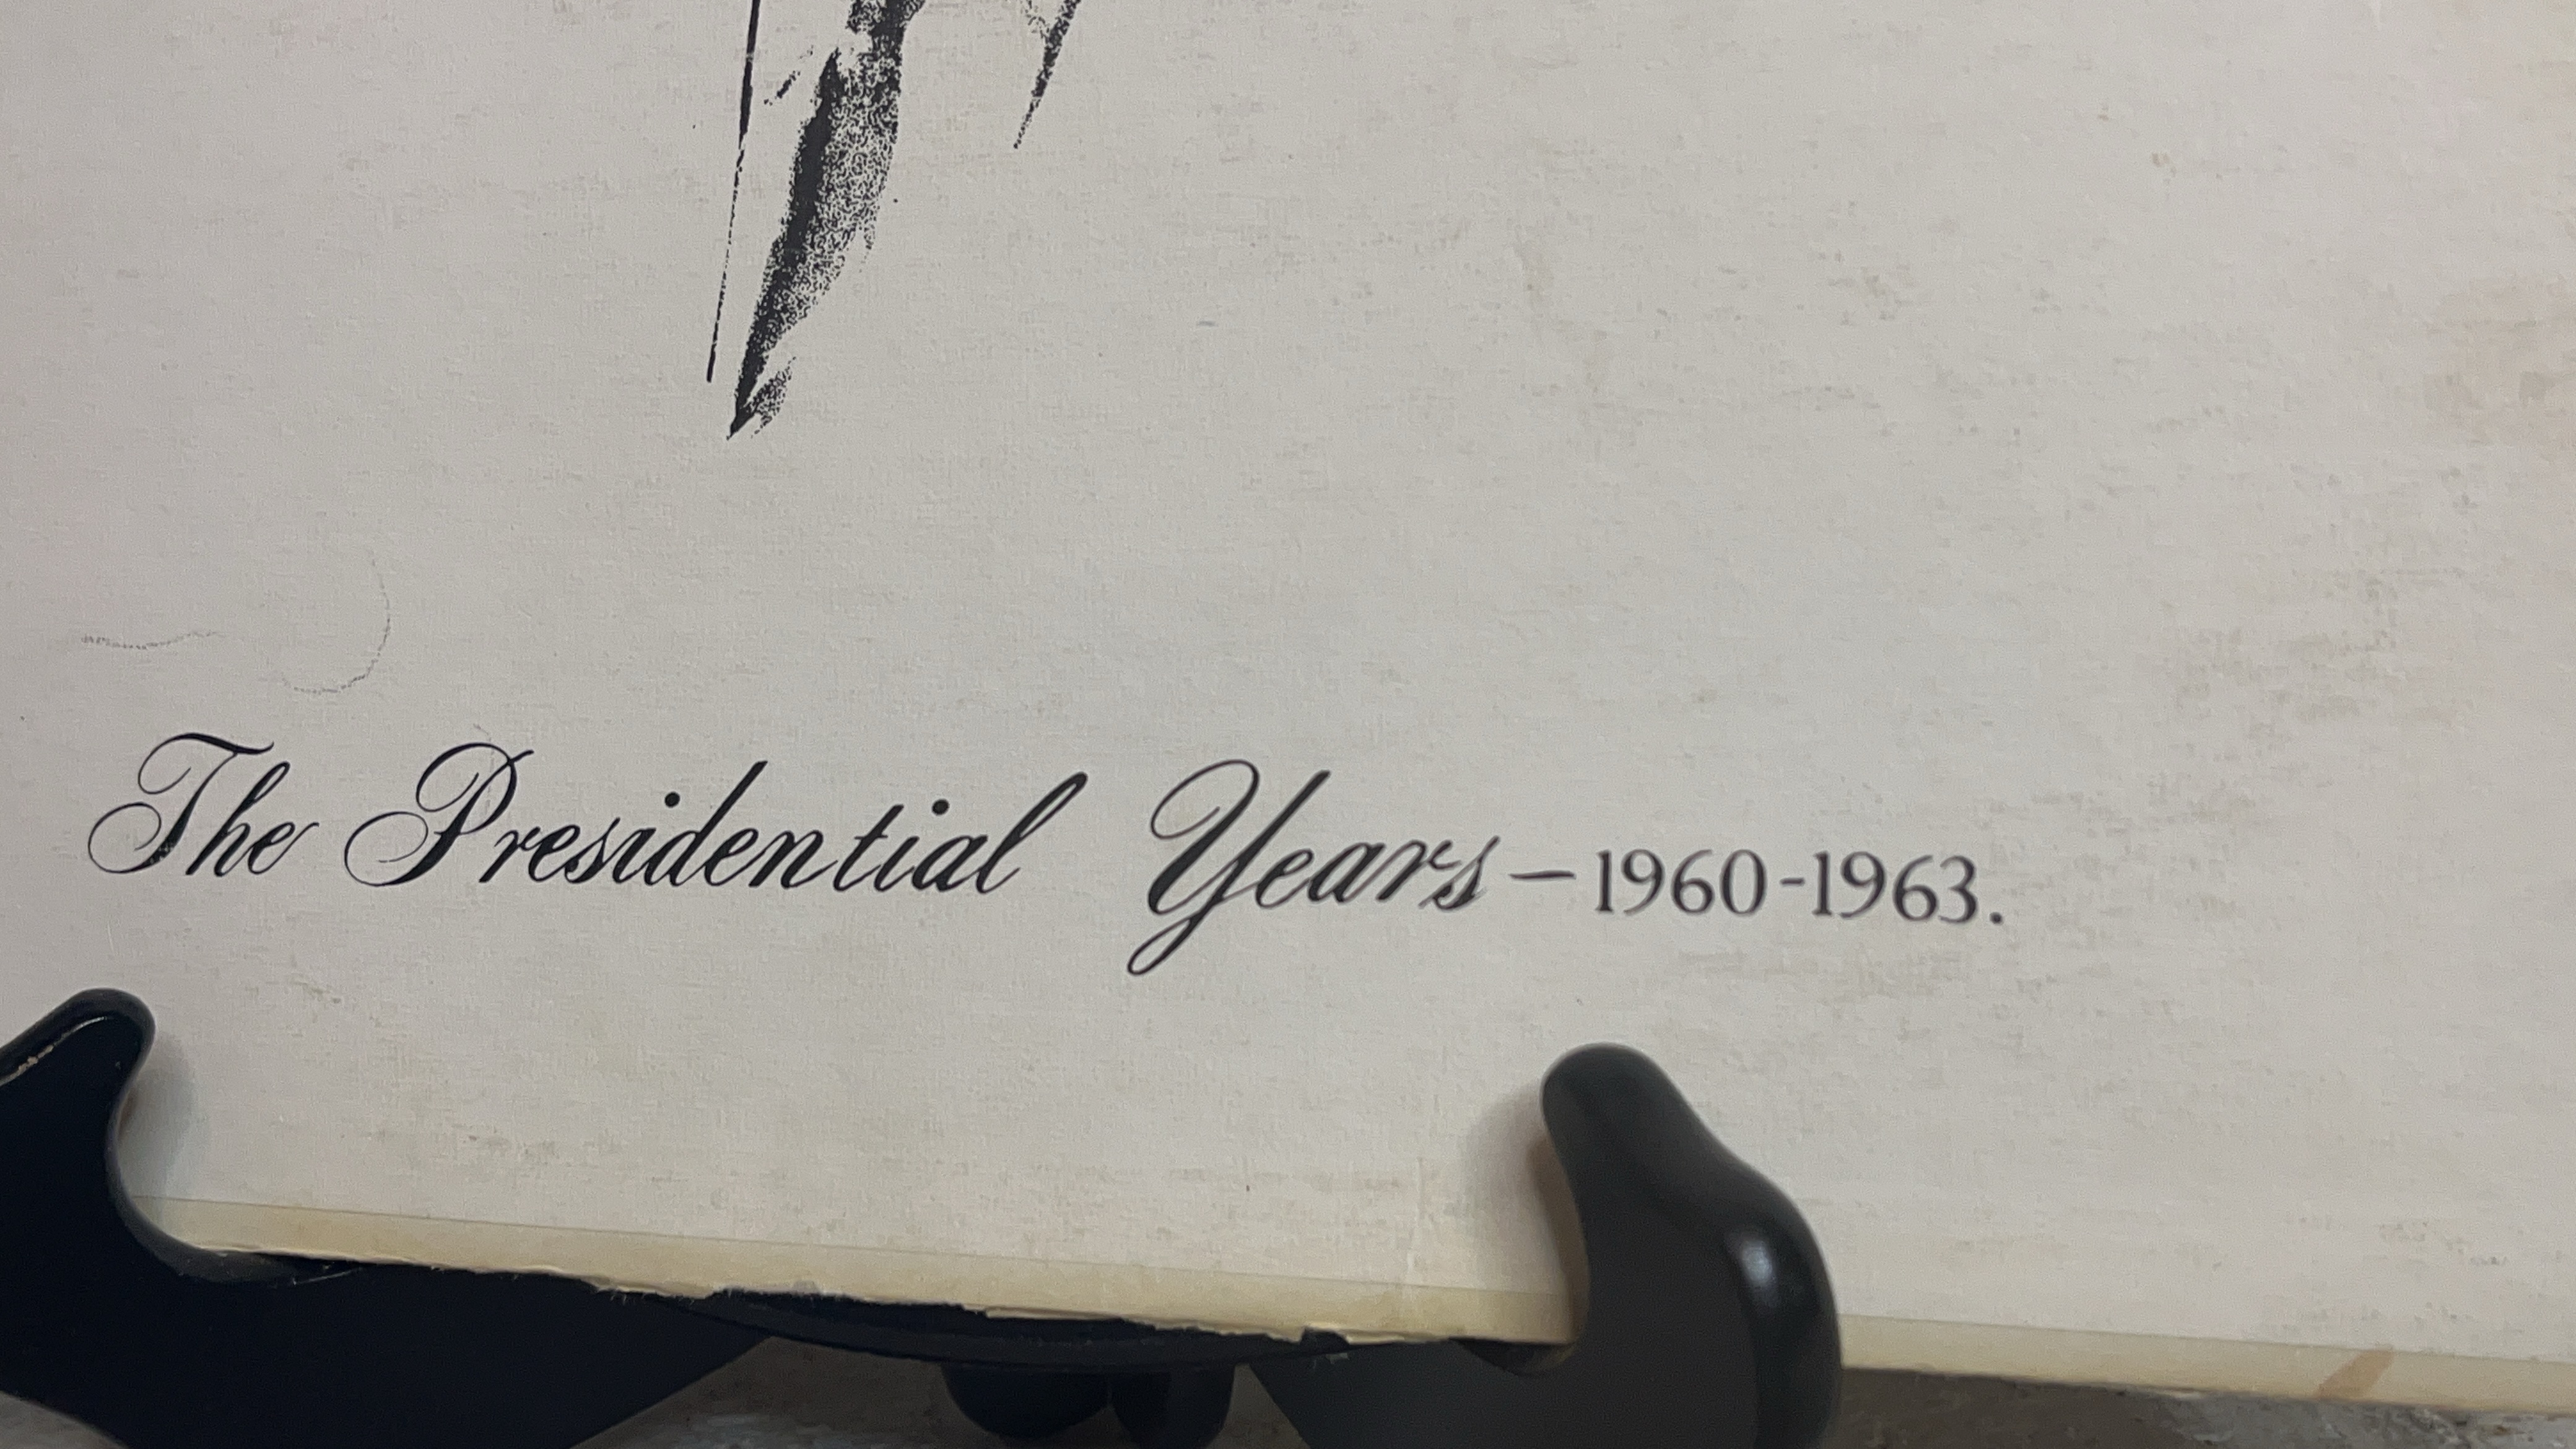 The Presidential Years – 1960-1963.